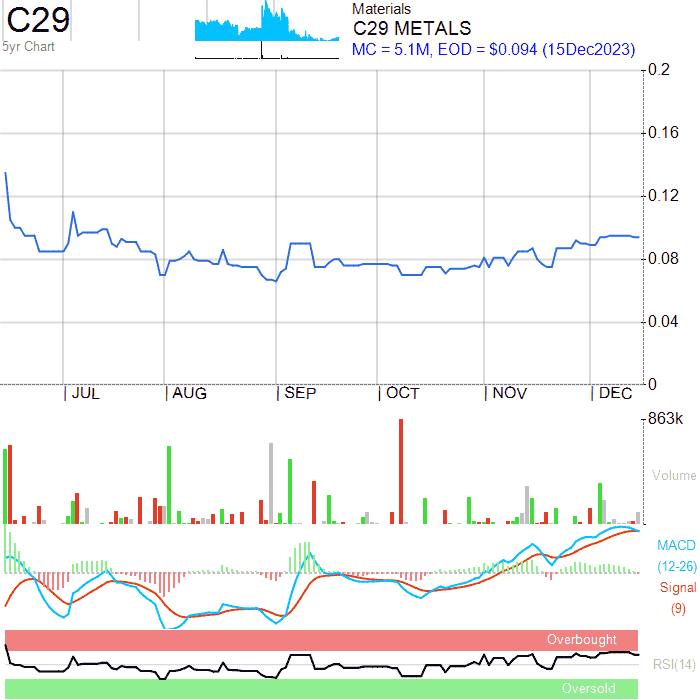 C29
5yr Chart
Materials
C29 METALS
MC = 5.1M, EOD = $0.094 (15Dec2023)
0.2
0.16
0.12
0.08
0.04
0
JUL AUG SEP OCT NOV DEC
863k
Volume
MACD
(12-26)
Signal
(9)
Overbought
RSI(14)
Oversold